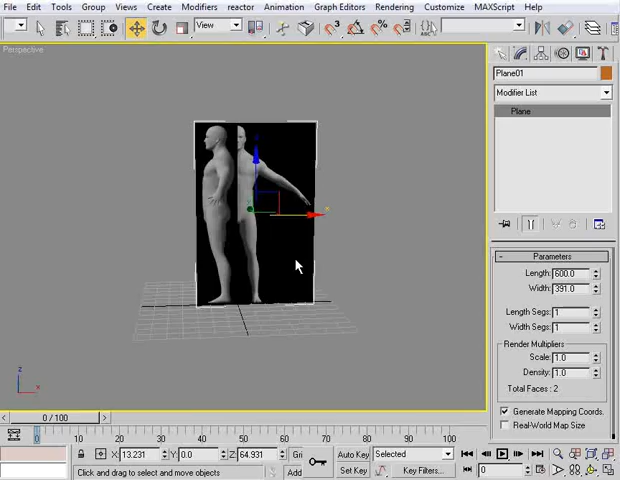 File Edit Tools Group Views Create Modifiers reactor Animation Graph Editors Rendering Customize MAXScript Help
View
Perspective
Plane01
Modifier List
Plane
Parameters
Length: 600.0
Width: 391.0
Length Segs: 1
Width Segs: 1
Render Multipliers
Scale: 1.0
Density: 1.0
Total Faces : 2
Generate Mapping Coords.
Real-World Map Size
z
x
x
0 / 100
0 10 20 30 40 50 60 70 80 90 100
X: 13.231 Y: 0.0 Z: 64.931 Gri Auto Key Selected
Click and drag to select and move objects Add Set Key Key Filters... 0